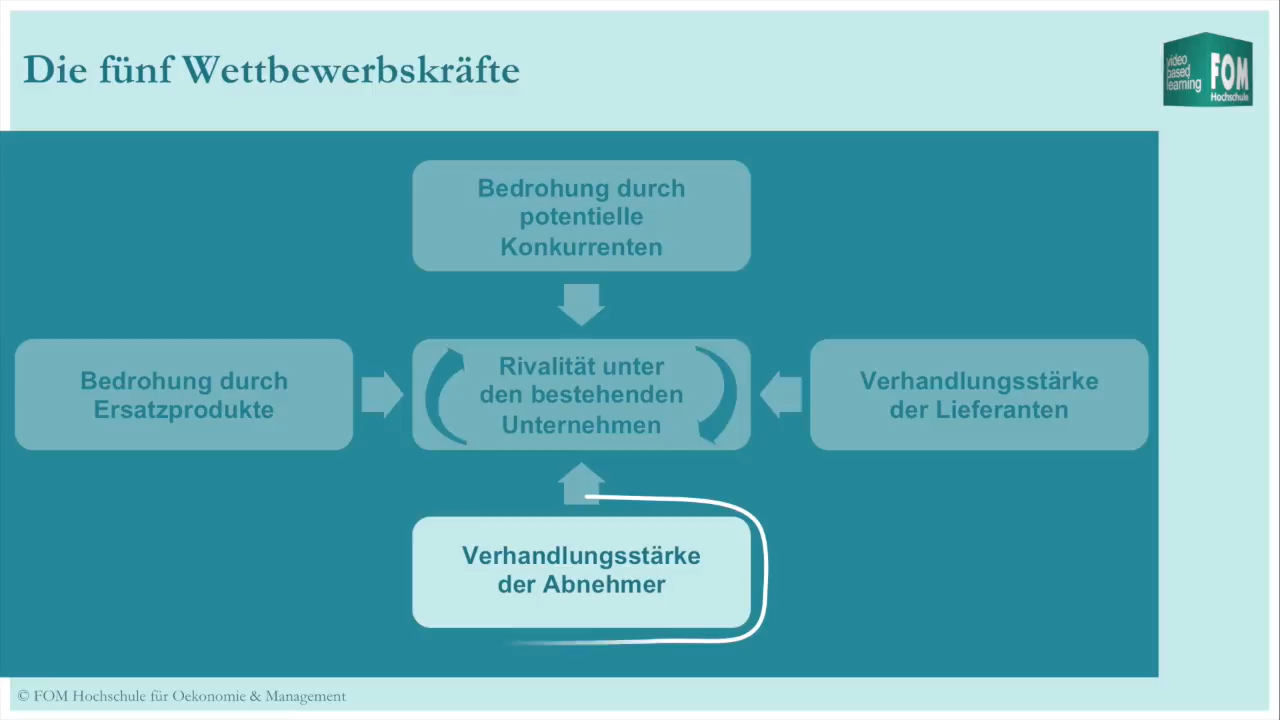 Die fünf Wettbewerbskräfte
video
based
learning
FOM
Hochschule
Bedrohung durch
potentielle
Konkurrenten
Bedrohung durch
Ersatzprodukte
Rivalität unter
den bestehenden
Unternehmen
Verhandlungsstärke
der Lieferanten
Verhandlungsstärke
der Abnehmer
© FOM Hochschule für Oekonomie & Management